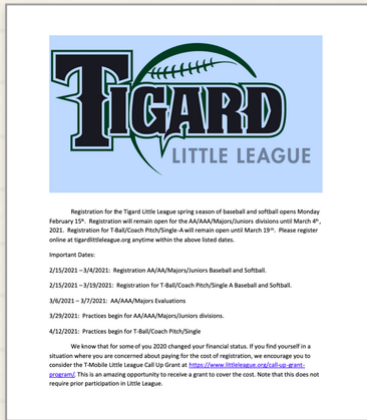 TIGARD
LITTLE LEAGUE
Registration for the Tigard Little League spring season of baseball and softball opens Monday
February 15th. Registration will remain open for the AA/AAA/Majors/Juniors divisions until March 4th,
2021. Registration for T-Ball/Coach Pitch/Single-A will remain open until March 19th. Please register
online at tigardlittleleague.org anytime within the above listed dates.
Important Dates:
2/15/2021 – 3/4/2021: Registration AA/AA/Majors/Juniors Baseball and Softball.
2/15/2021 – 3/19/2021: Registration for T-Ball/Coach Pitch/Single A Baseball and Softball.
3/6/2021 – 3/7/2021: AA/AAA/Majors Evaluations
3/29/2021: Practices begin for AA/AAA/Majors/Juniors divisions.
4/12/2021: Practices begin for T-Ball/Coach Pitch/Single
We know that for some of you 2020 changed your financial status. If you find yourself in a
situation where you are concerned about paying for the cost of registration, we encourage you to
consider the T-Mobile Little League Call Up Grant at https://www.littleleague.org/call-up-grant-
program/. This is an amazing opportunity to receive a grant to cover the cost. Note that this does not
require prior participation in Little League.